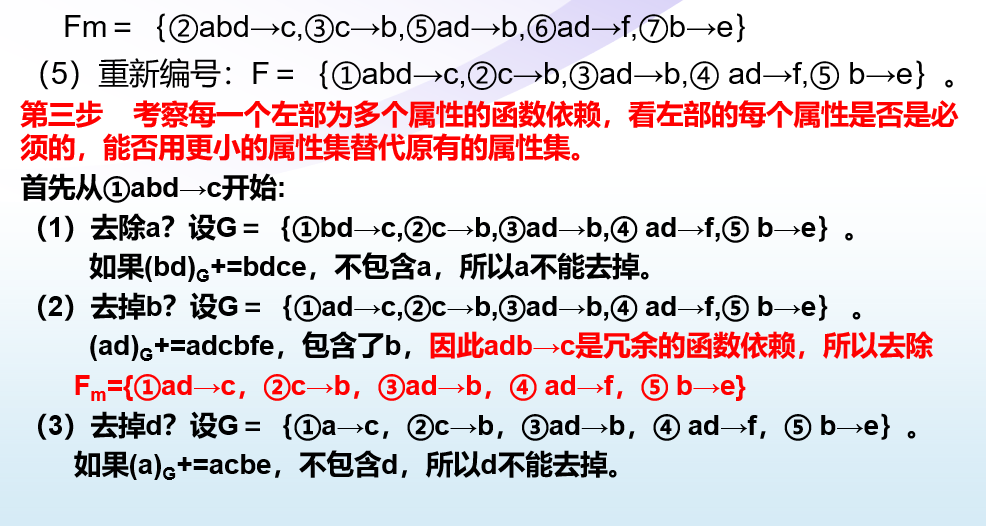 Fm＝｛②abd→c,③c→b,⑤ad→b,⑥ad→f,⑦b→e｝
（5）重新编号：F＝｛①abd→c,②c→b,③ad→b,④ ad→f,⑤ b→e｝。
第三步 考察每一个左部为多个属性的函数依赖，看左部的每个属性是否是必
须的，能否用更小的属性集替代原有的属性集。
首先从①abd→c开始:
（1）去除a？设G＝｛①bd→c,②c→b,③ad→b,④ ad→f,⑤ b→e｝。
如果(bd)G+=bdce，不包含a，所以a不能去掉。
（2）去掉b？设G＝｛①ad→c,②c→b,③ad→b,④ ad→f,⑤ b→e｝ 。
(ad)G+=adcbfe，包含了b，因此adb→c是冗余的函数依赖，所以去除
Fm={①ad→c，②c→b，③ad→b，④ ad→f，⑤ b→e}
（3）去掉d？设G＝｛①a→c，②c→b，③ad→b，④ ad→f，⑤ b→e｝。
如果(a)G+=acbe，不包含d，所以d不能去掉。